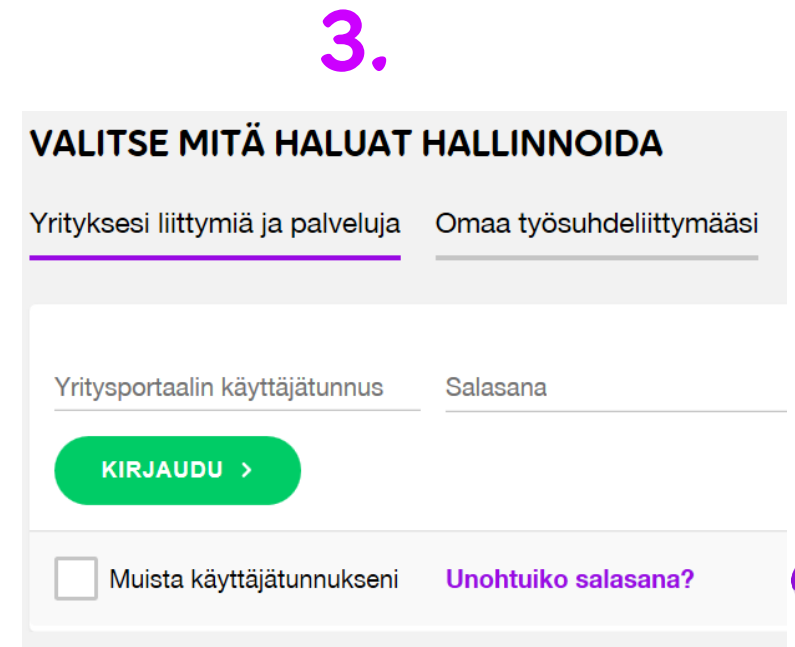 3.
VALITSE MITÄ HALUAT HALLINNOIDA
Yrityksesi liittymiä ja palveluja Omaa työsuhdeliittymääsi
Yritysportaalin käyttäjätunnus Salasana
KIRJAUDU >
Muista käyttäjätunnukseni Unohtuiko salasana?